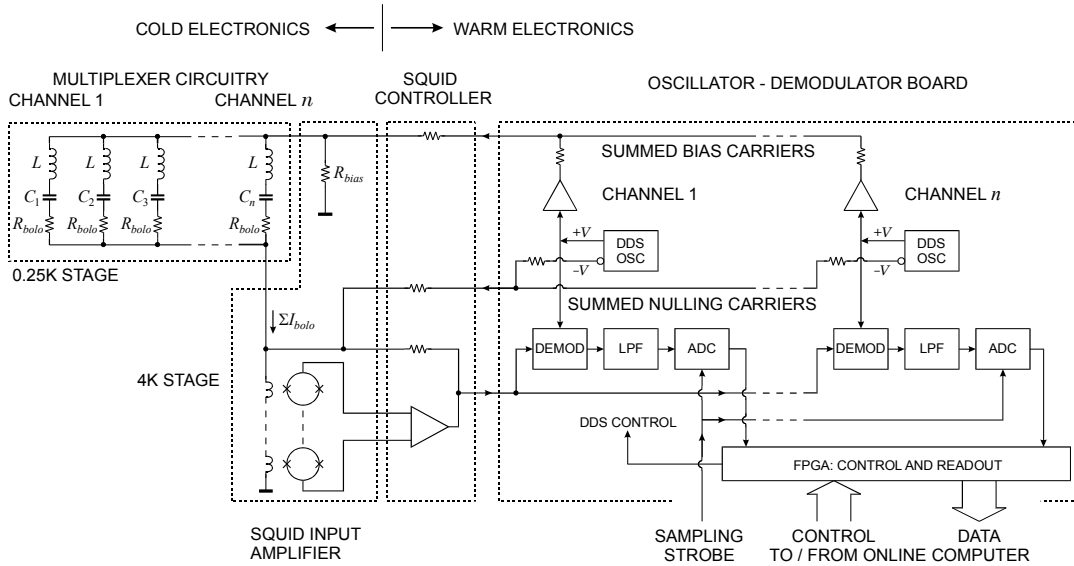 COLD ELECTRONICS
WARM ELECTRONICS
MULTIPLEXER CIRCUITRY
CHANNEL 1
CHANNEL n
SQUID
CONTROLLER
OSCILLATOR - DEMODULATOR BOARD
L
L
L
L
C1
C2
C3
Cn
Rbolo
Rbolo
Rbolo
Rbolo
Rbias
0.25K STAGE
SUMMED BIAS CARRIERS
CHANNEL 1
CHANNEL n
+V
DDS
OSC
–V
+V
DDS
OSC
–V
SUMMED NULLING CARRIERS
ΣIbolo
4K STAGE
DEMOD
LPF
ADC
DEMOD
LPF
ADC
DDS CONTROL
FPGA: CONTROL AND READOUT
SQUID INPUT
AMPLIFIER
SAMPLING
STROBE
CONTROL
DATA
TO / FROM ONLINE COMPUTER